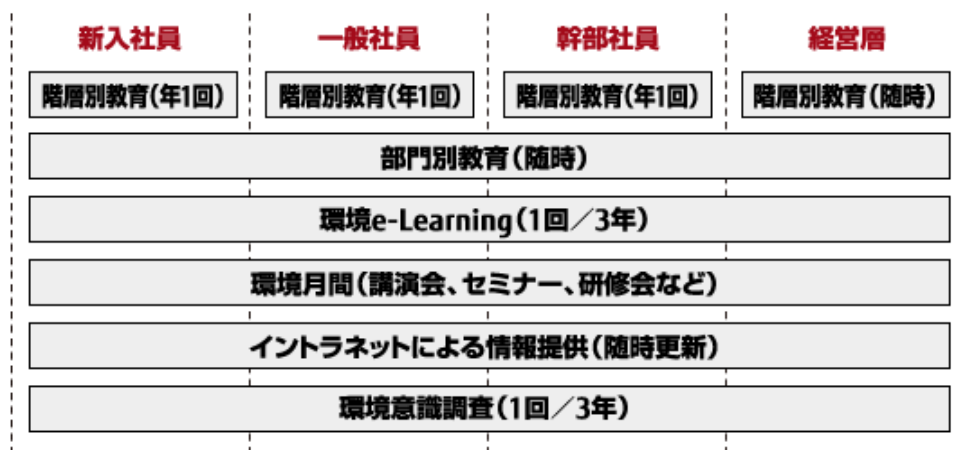 新入社員 一般社員 幹部社員 経営層
階層別教育(年1回) 階層別教育(年1回) 階層別教育(年1回) 階層別教育(随時)
部門別教育(随時)
環境e-Learning(1回／3年)
環境月間(講演会、セミナー、研修会など)
イントラネットによる情報提供(随時更新)
環境意識調査(1回／3年)